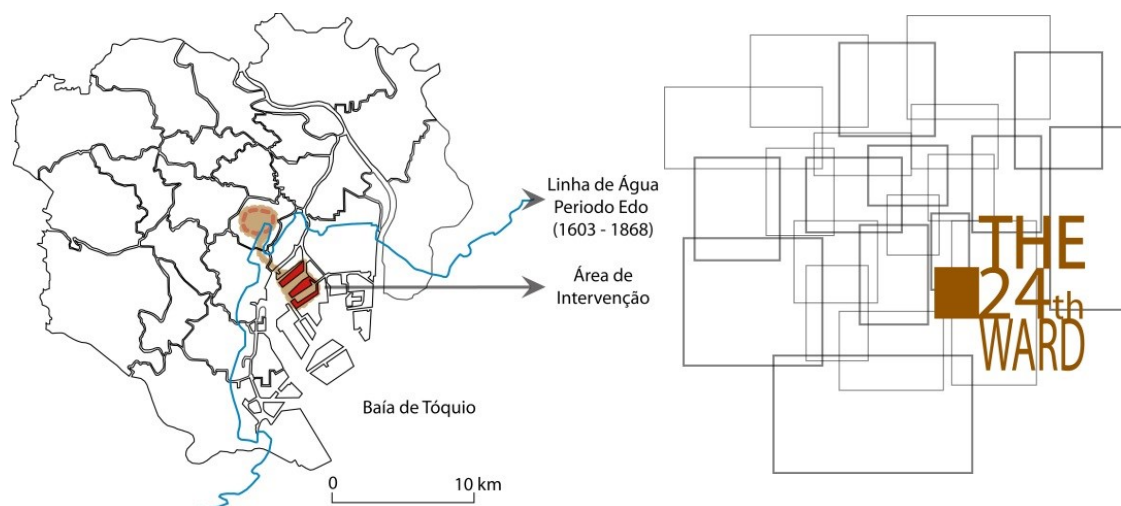 Linha de Água
Periodo Edo
(1603 - 1868)
Área de
Intervenção
Baía de Tóquio
0 10 km
THE
24th
WARD